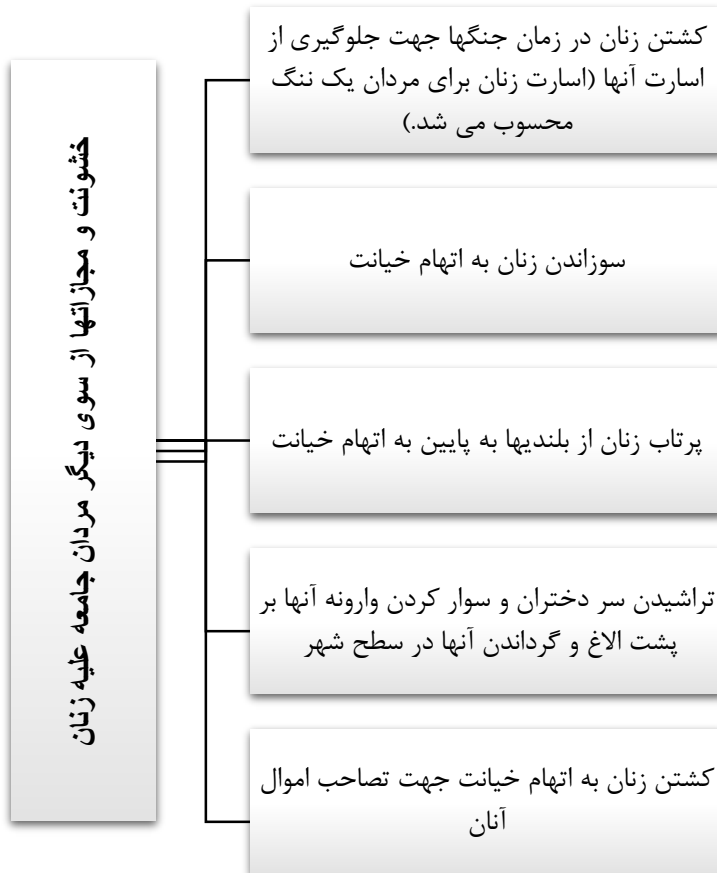 خشونت و مجازاتها از سوی دیگر مردان جامعه علیه زنان
کشتن زنان در زمان جنگها جهت جلوگیری از
اسارت آنها (اسارت زنان برای مردان یک ننگ
محسوب می شد.)
سوزاندن زنان به اتهام خیانت
پرتاب زنان از بلندیها به پایین به اتهام خیانت
تراشیدن سر دختران و سوار کردن وارونه آنها بر
پشت الاغ و گرداندن آنها در سطح شهر
کشتن زنان به اتهام خیانت جهت تصاحب اموال
آنان